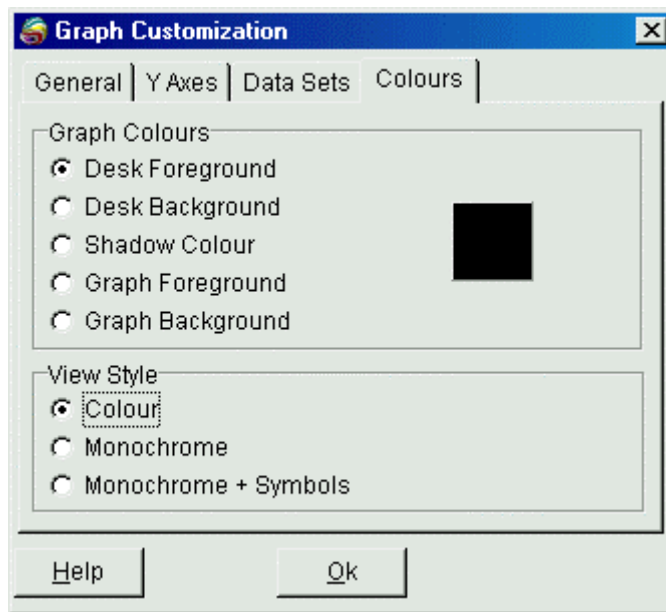 Graph Customization
General
Y Axes
Data Sets
Colours
Graph Colours
Desk Foreground
Desk Background
Shadow Colour
Graph Foreground
Graph Background
View Style
Colour
Monochrome
Monochrome + Symbols
Help
Ok